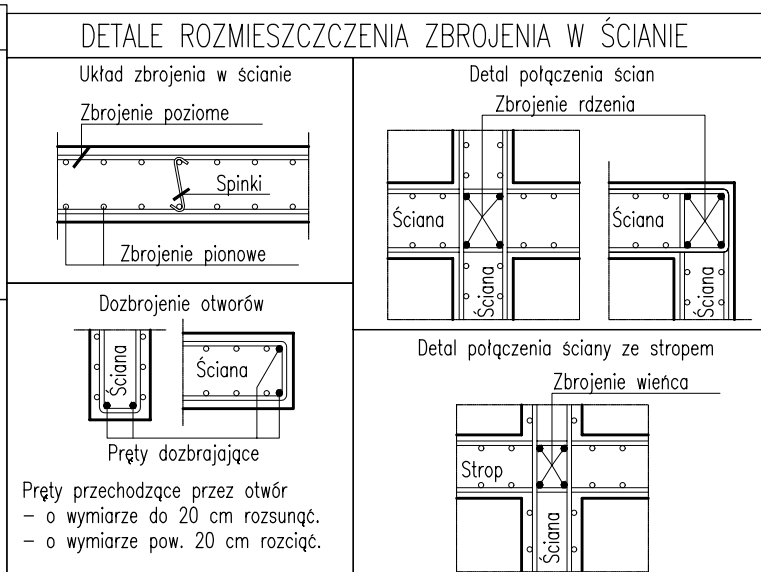 DETALE ROZMIESZCZCZENIA ZBROJENIA W ŚCIANIE
Układ zbrojenia w ścianie
Zbrojenie poziome
Spinki
Zbrojenie pionowe
Detal połączenia ścian
Zbrojenie rdzenia
Ściana
Ściana
Ściana
Ściana
Dozbrojenie otworów
Ściana
Ściana
Pręty dozbrajające
Pręty przechodzące przez otwór
– o wymiarze do 20 cm rozsunąć.
– o wymiarze pow. 20 cm rozciąć.
Detal połączenia ściany ze stropem
Zbrojenie wieńca
Strop
Ściana